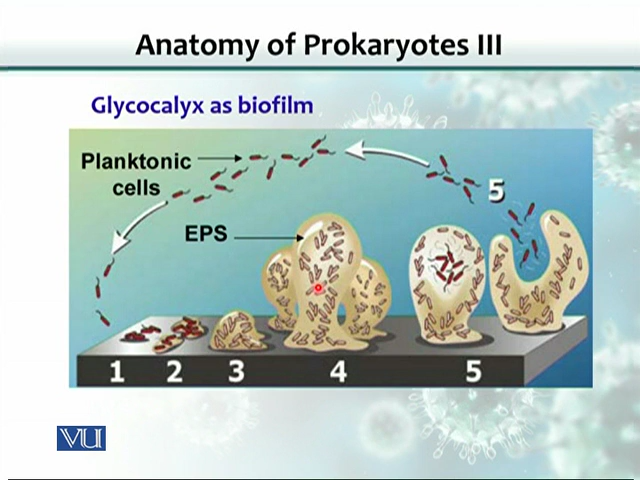 Anatomy of Prokaryotes III
Glycocalyx as biofilm
Planktonic
cells
5
EPS
1 2 3 4 5
VU